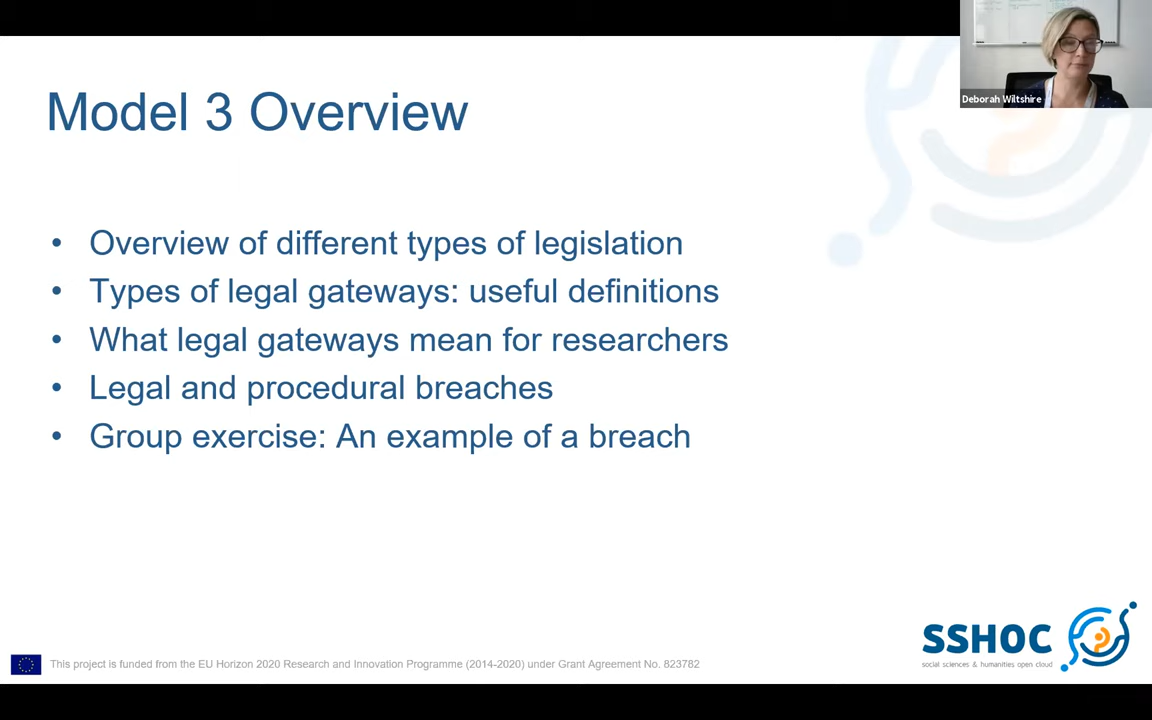 Deborah Wiltshire
Model 3 Overview
• Overview of different types of legislation
• Types of legal gateways: useful definitions
• What legal gateways mean for researchers
• Legal and procedural breaches
• Group exercise: An example of a breach
SSHOC
social sciences & humanities open cloud
This project is funded from the EU Horizon 2020 Research and Innovation Programme (2014-2020) under Grant Agreement No. 823782